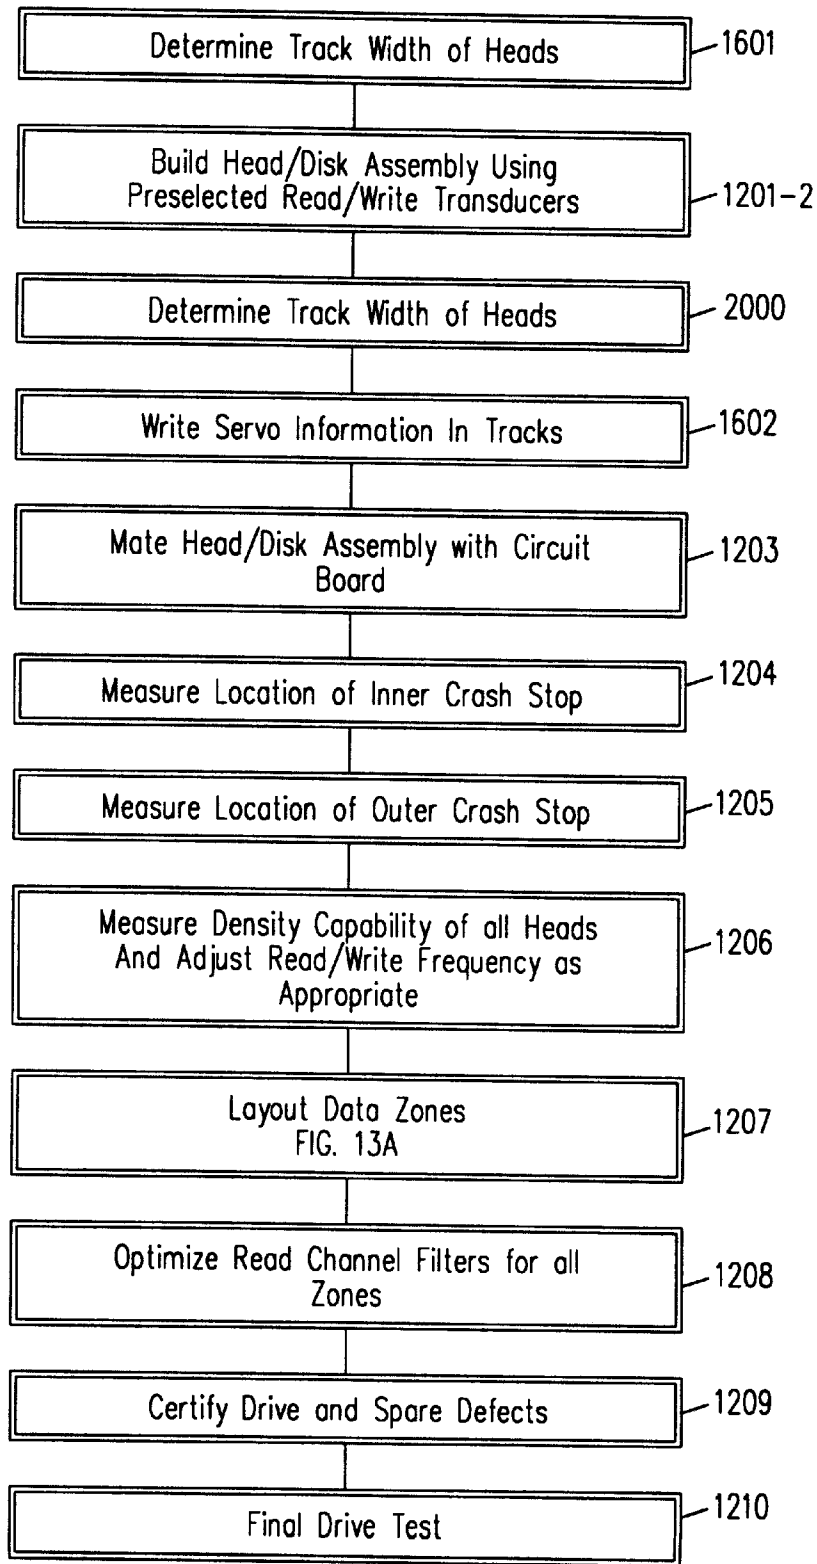 Determine Track Width of Heads
1601
Build Head/Disk Assembly Using
Preselected Read/Write Transducers
1201-2
Determine Track Width of Heads
2000
Write Servo Information In Tracks
1602
Mate Head/Disk Assembly with Circuit
Board
1203
Measure Location of Inner Crash Stop
1204
Measure Location of Outer Crash Stop
1205
Measure Density Capability of all Heads
And Adjust Read/Write Frequency as
Appropriate
1206
Layout Data Zones
FIG. 13A
1207
Optimize Read Channel Filters for all
Zones
1208
Certify Drive and Spare Defects
1209
Final Drive Test
1210